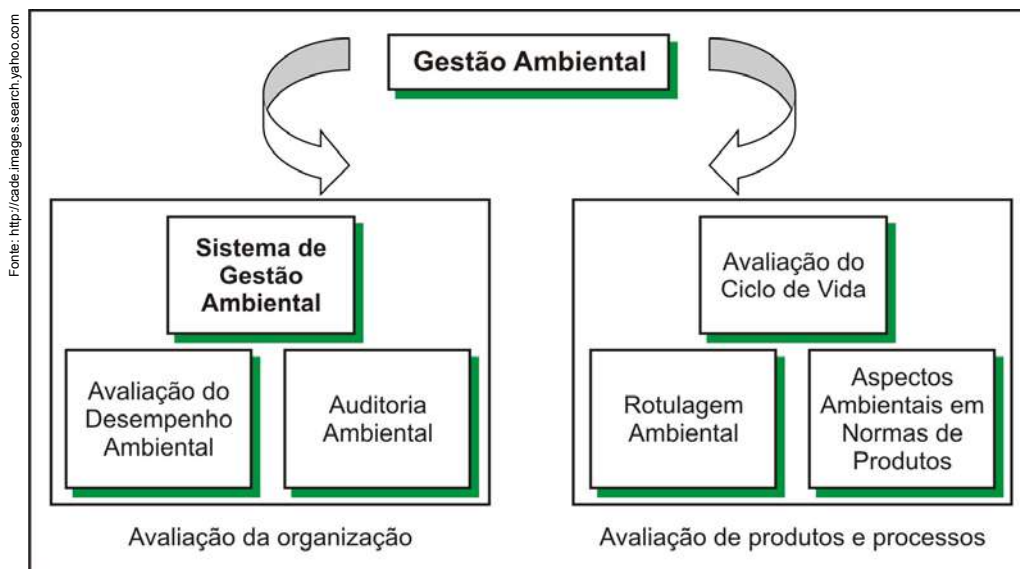 Fonte: http://cade.images.search.yahoo.com
Gestão Ambiental
Sistema de
Gestão
Ambiental
Avaliação do
Desempenho
Ambiental
Auditoria
Ambiental
Avaliação da organização
Avaliação do
Ciclo de Vida
Rotulagem
Ambiental
Aspectos
Ambientais em
Normas de
Produtos
Avaliação de produtos e processos